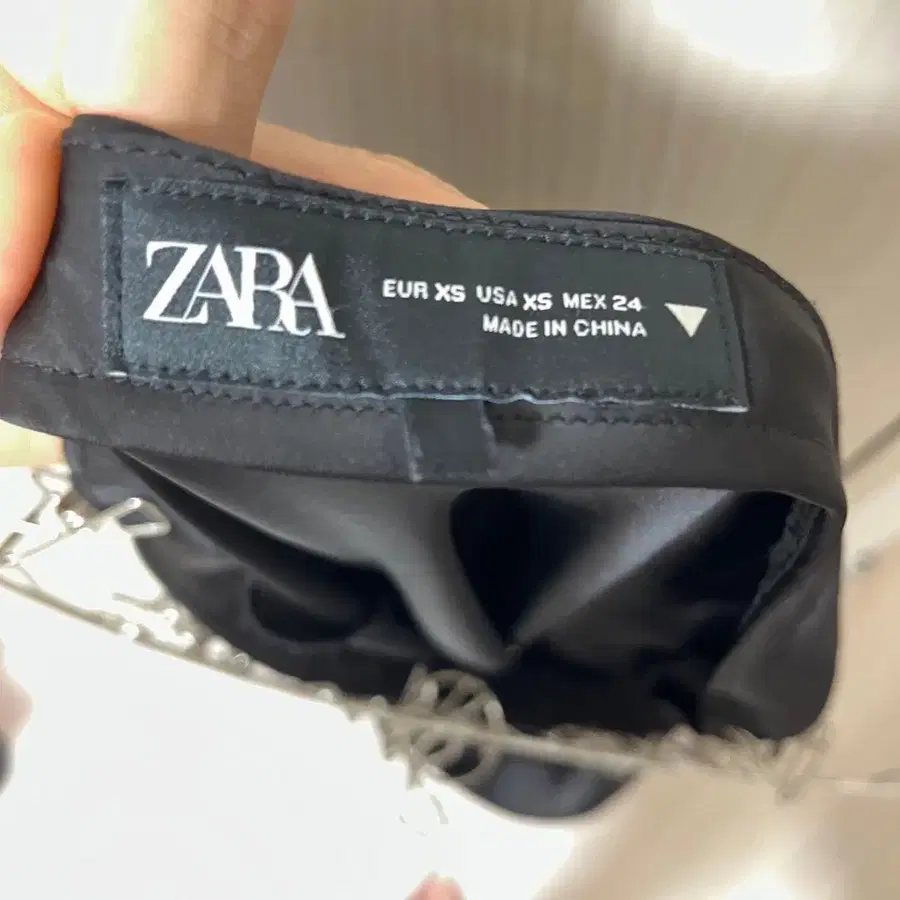 ZARA
EUR XS USA XS MEX 24
MADE IN CHINA